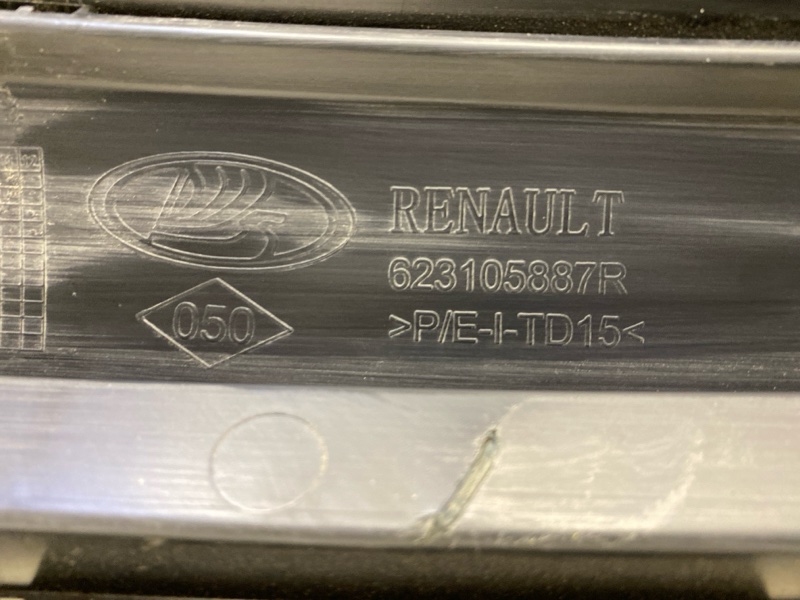 RENAULT
623105887R
050
>P/E-I-TD15<